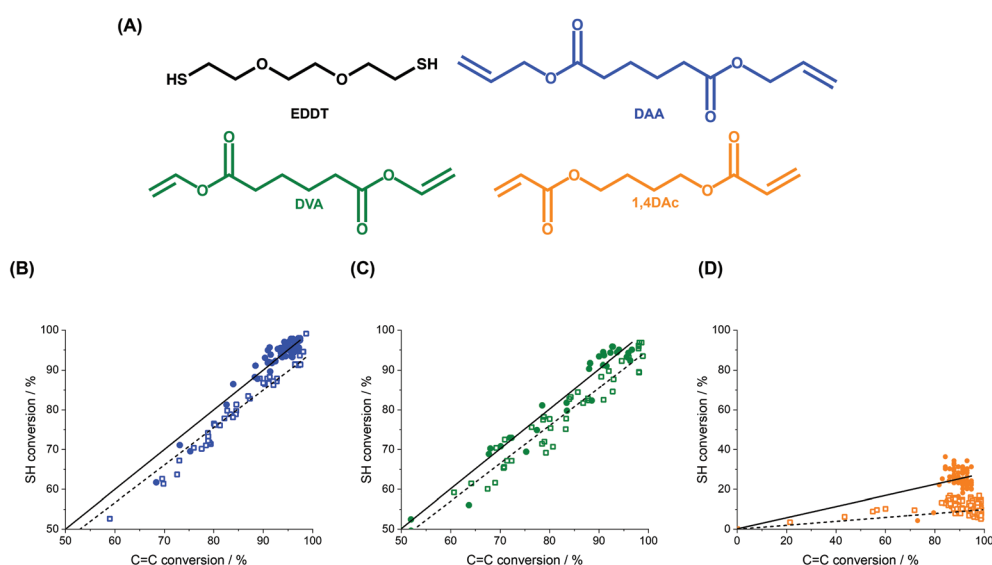 (A)
HS
O
O
SH
EDDT
O
O
O
O
DAA
O
O
O
O
DVA
O
O
O
O
1,4DAc
(B)
(C)
(D)
100
90
80
70
60
50
SH conversion / %
50
60
70
80
90
100
C=C conversion / %
100
90
80
70
60
50
SH conversion / %
50
60
70
80
90
100
C=C conversion / %
100
80
60
40
20
0
SH conversion / %
0
20
40
60
80
100
C=C conversion / %